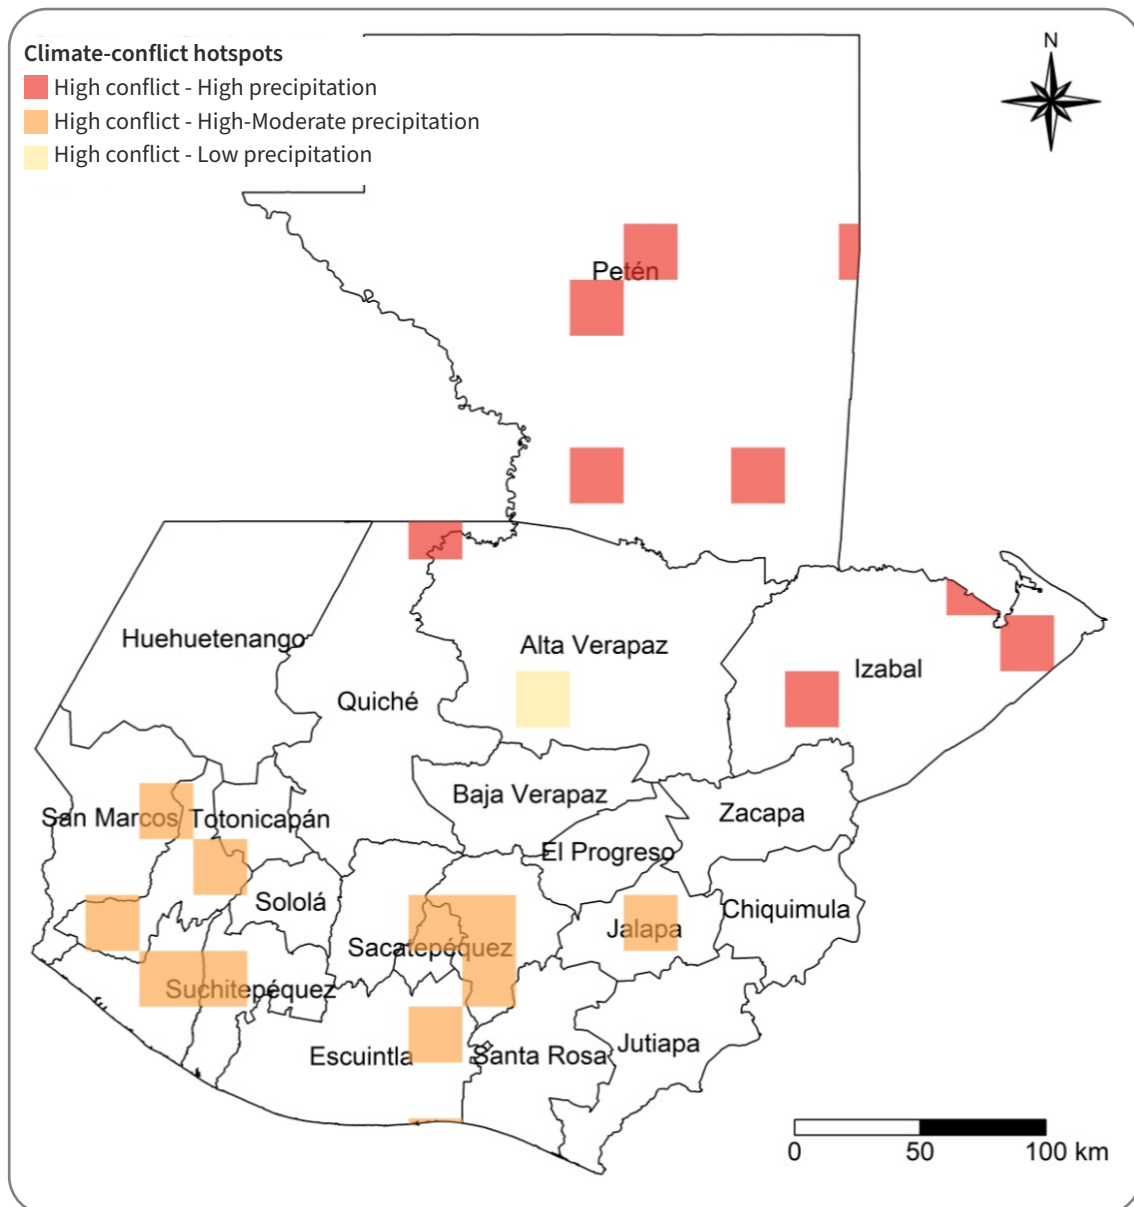 Climate-conflict hotspots
High conflict - High precipitation
High conflict - High-Moderate precipitation
High conflict - Low precipitation
N
Petén
Huehuetenango
Alta Verapaz
Izabal
Quiché
Baja Verapaz
Zacapa
San Marcos
Totonicapán
El Progreso
Sololá
Chiquimula
Jalapa
Sacatepéquez
Suchitepéquez
Escuintla
Santa Rosa
Jutiapa
0 50 100 km